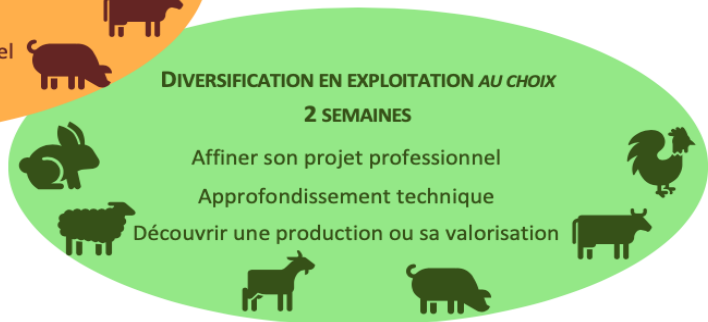 el
DIVERSIFICATION EN EXPLOITATION AU CHOIX
2 SEMAINES
Affiner son projet professionnel
Approfondissement technique
Découvrir une production ou sa valorisation